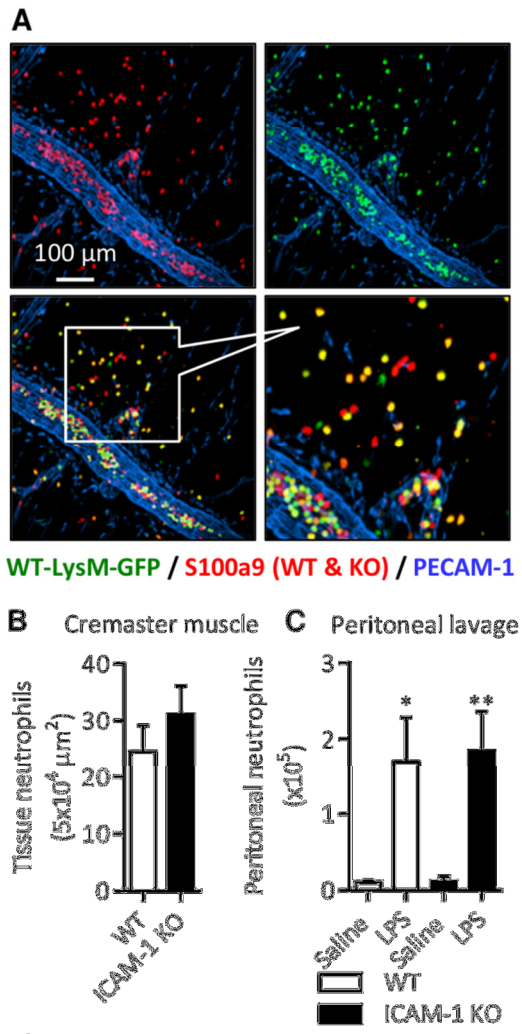 A
100 μm
WT-LysM-GFP / S100a9 (WT & KO) / PECAM-1
B Cremaster muscle
Tissue neutrophils
(5x10⁴ μm²)
40
30
20
10
0
WT
ICAM-1 KO
C Peritoneal lavage
Peritoneal neutrophils
(x10⁵)
3
2
1
0
*
**
Saline
LPS
Saline
LPS
WT
ICAM-1 KO